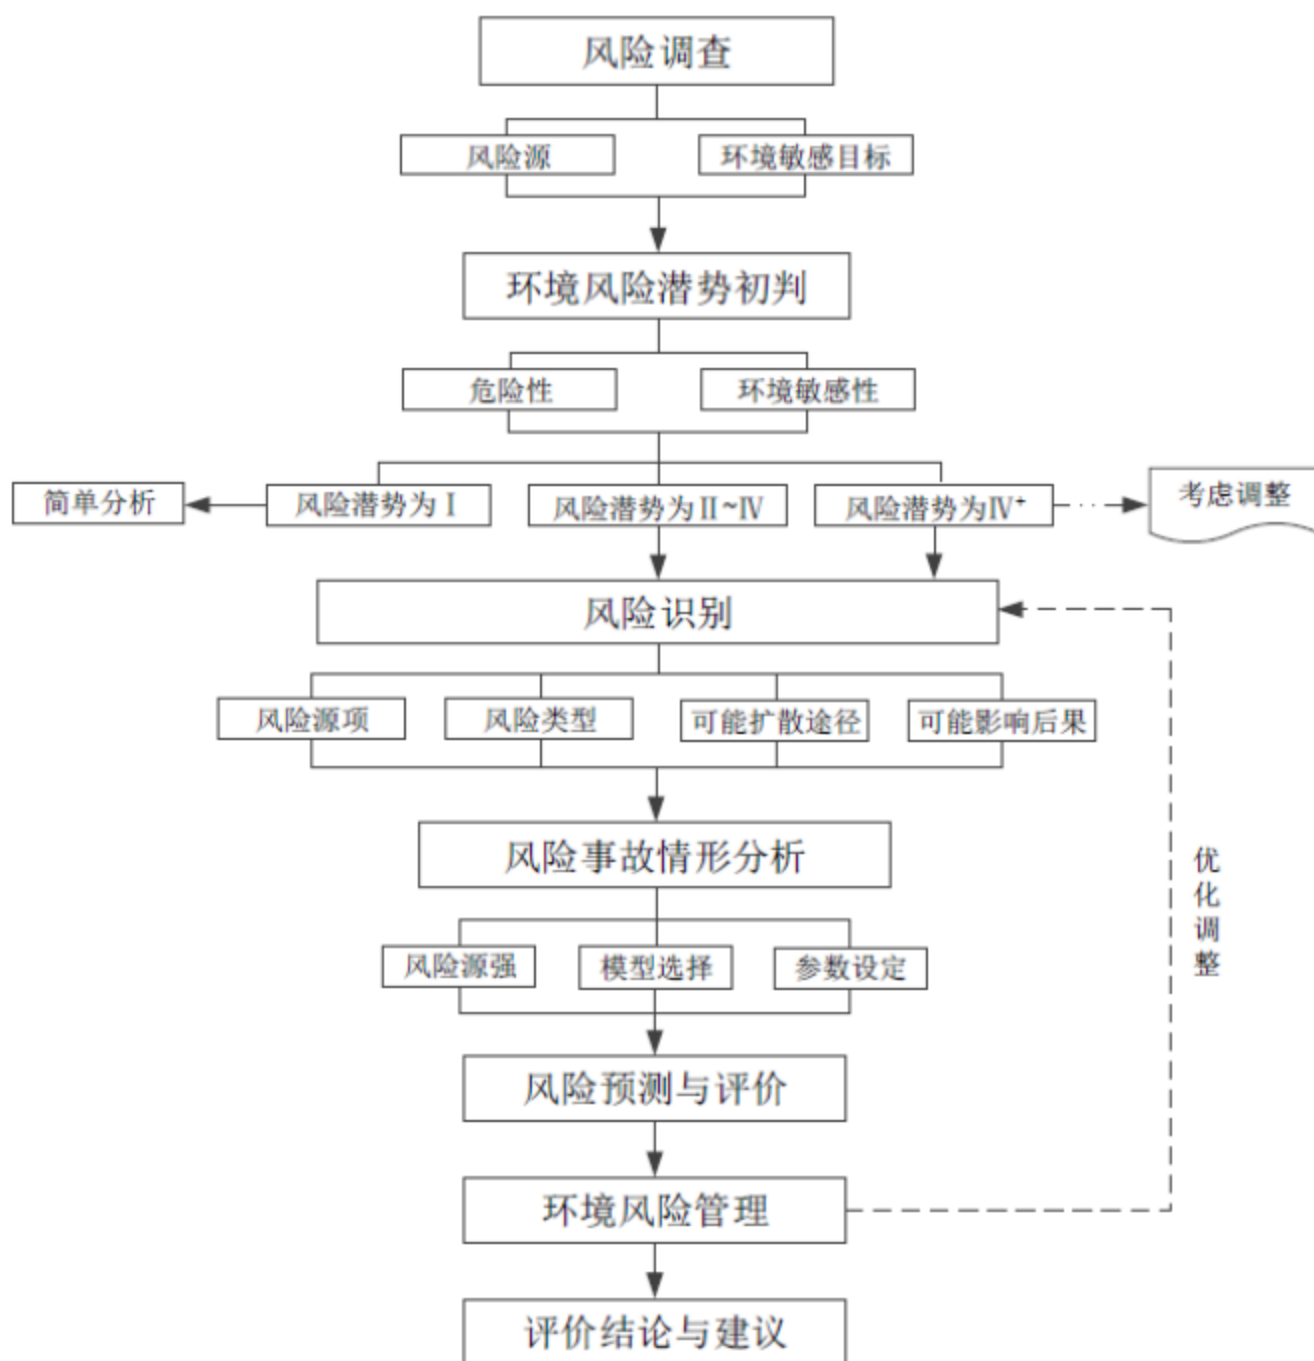 风险调查
风险源
环境敏感目标
环境风险潜势初判
危险性
环境敏感性
简单分析
风险潜势为Ⅰ
风险潜势为Ⅱ~Ⅳ
风险潜势为Ⅳ⁺
考虑调整
风险识别
风险源项
风险类型
可能扩散途径
可能影响后果
风险事故情形分析
优化调整
风险源强
模型选择
参数设定
风险预测与评价
环境风险管理
评价结论与建议